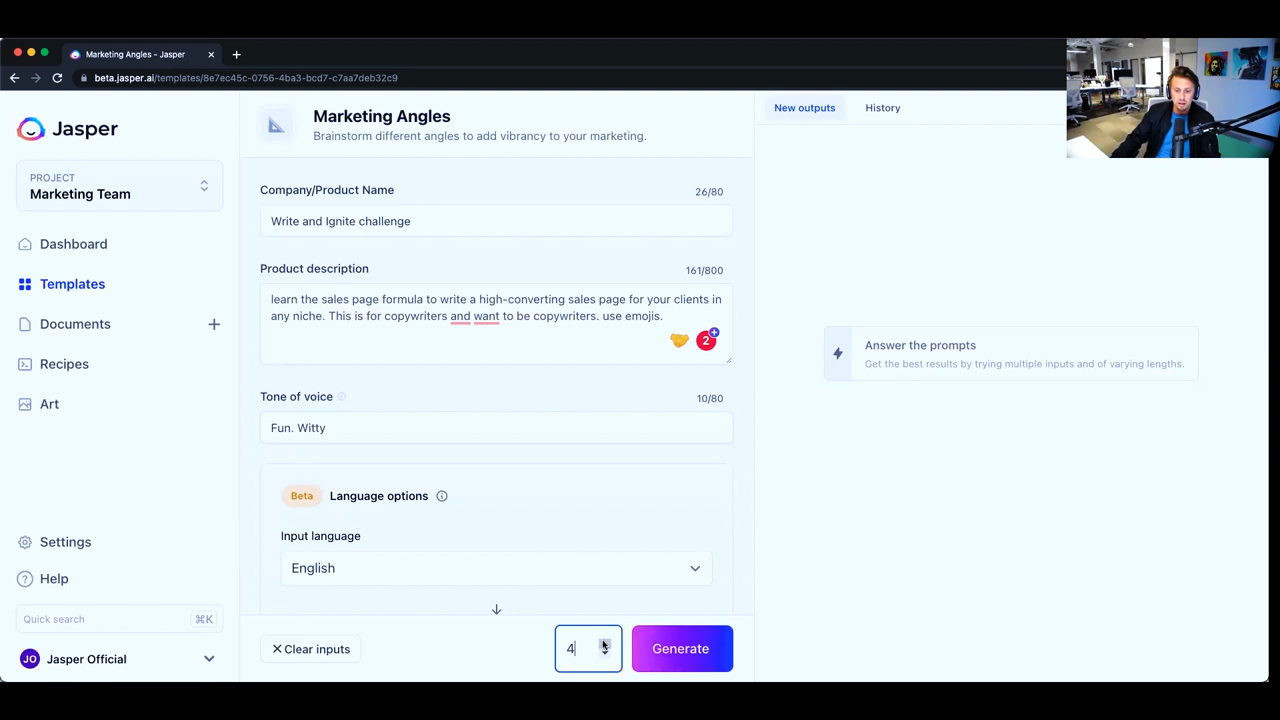 Marketing Angles - Jasper
beta.jasper.ai/templates/8e7ec45c-0756-4ba3-bcd7-c7aa7deb32c9
Jasper
PROJECT
Marketing Team
Dashboard
Templates
Documents
Recipes
Art
Settings
Help
Quick search
⌘K
JO
Jasper Official
Marketing Angles
Brainstorm different angles to add vibrancy to your marketing.
Company/Product Name
26/80
Write and Ignite challenge
Product description
161/800
learn the sales page formula to write a high-converting sales page for your clients in
any niche. This is for copywriters and want to be copywriters. use emojis.
2
Tone of voice
10/80
Fun. Witty
Beta
Language options
Input language
English
Clear inputs
4
Generate
New outputs
History
Answer the prompts
Get the best results by trying multiple inputs and of varying lengths.